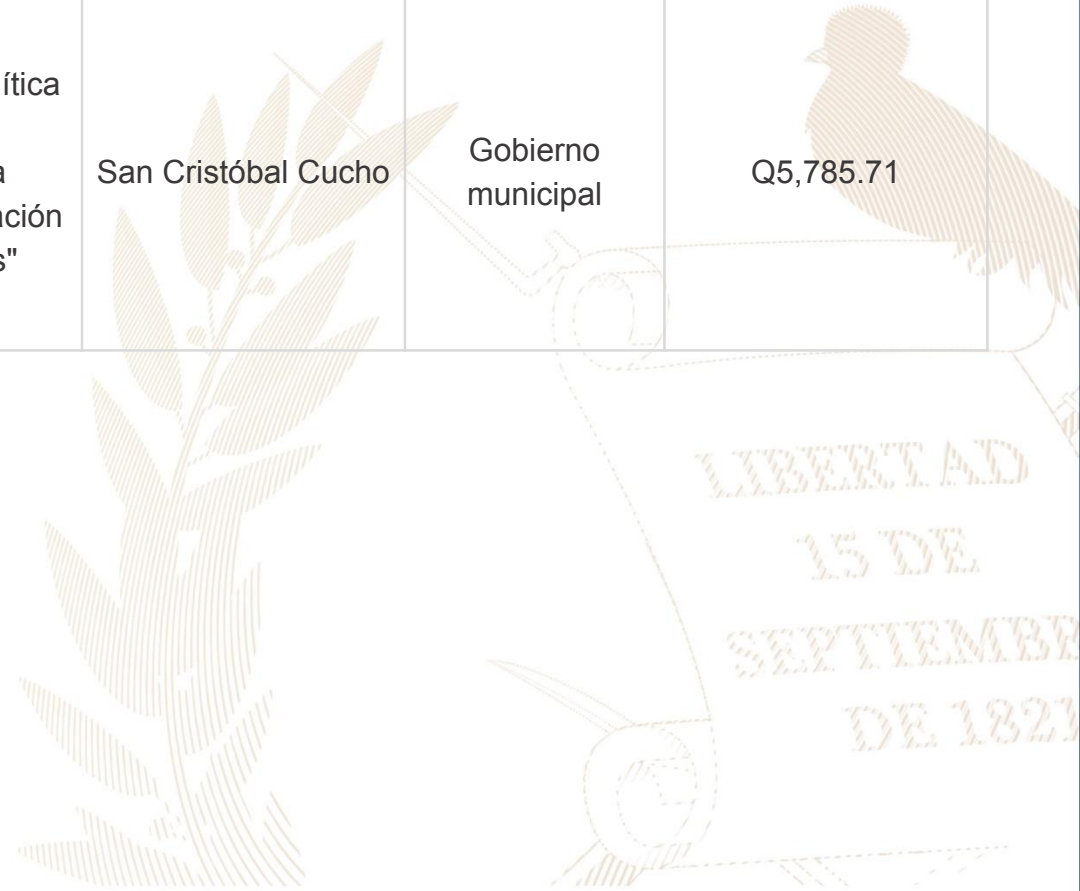 ítica
a
ación
s"
San Cristóbal Cucho
Gobierno
municipal
Q5,785.71
LIBERTAD
15 DE
SEPTIEMBRE
DE 1821